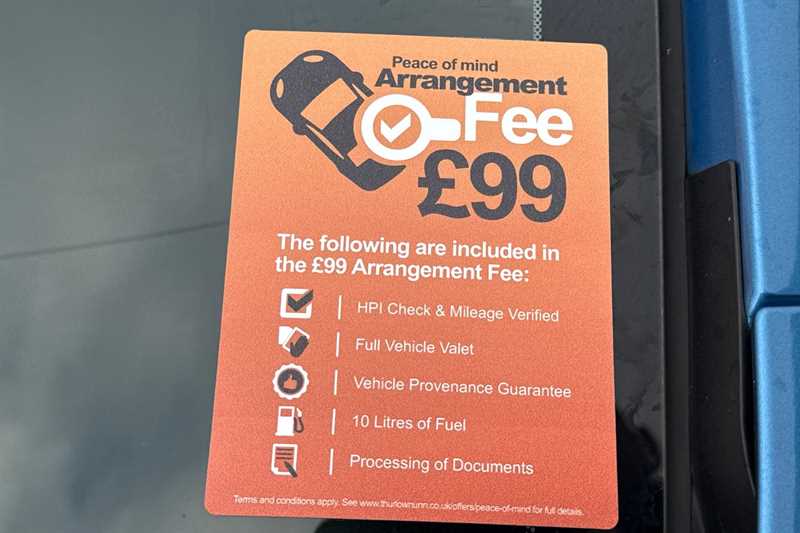 Peace of mind
Arrangement
Fee
£99
The following are included in
the £99 Arrangement Fee:
HPI Check & Mileage Verified
Full Vehicle Valet
Vehicle Provenance Guarantee
10 Litres of Fuel
Processing of Documents
Terms and conditions apply. See www.thurlownunn.co.uk/offers/peace-of-mind for full details.